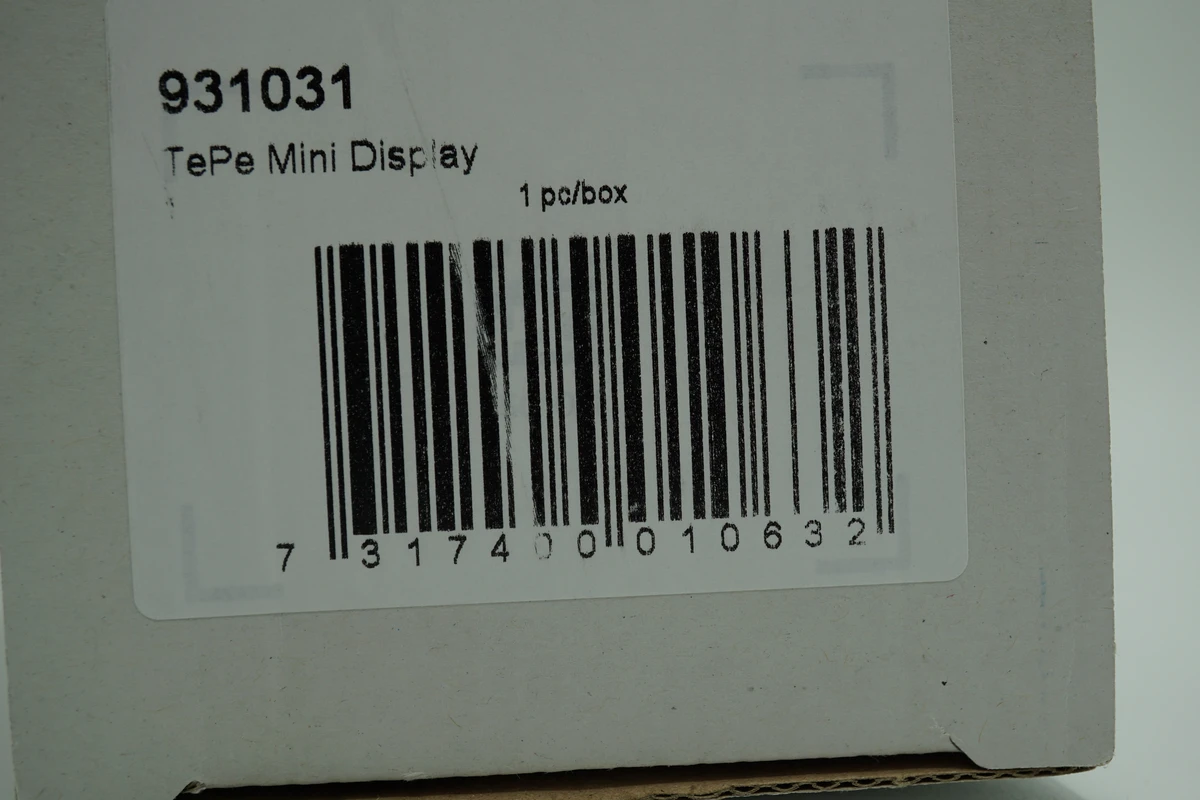 931031
TePe Mini Display
1 pc/box
7 317400 010632